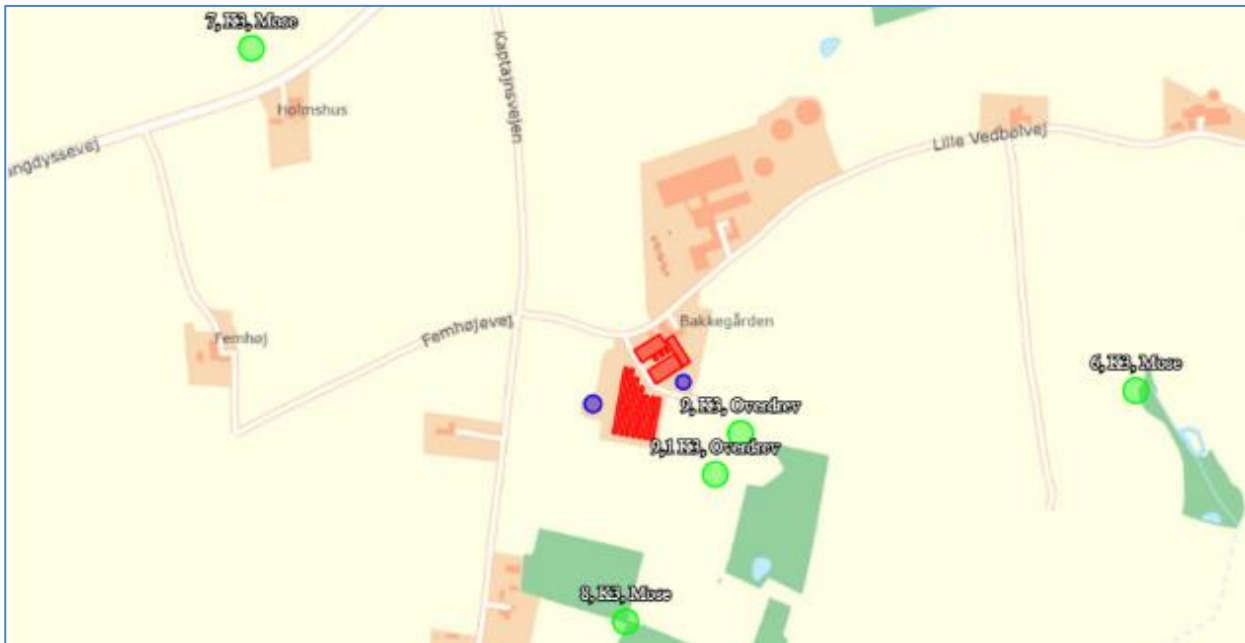 7, K3, Mose
Kaptajnsvejen
Holmshus
Lille Vedbølvej
angdyssevej
Bakkegården
Femhøjevej
Femhøj
6, K3, Mose
9, K3, Overdrev
9,1 K3, Overdrev
8, K3, Mose